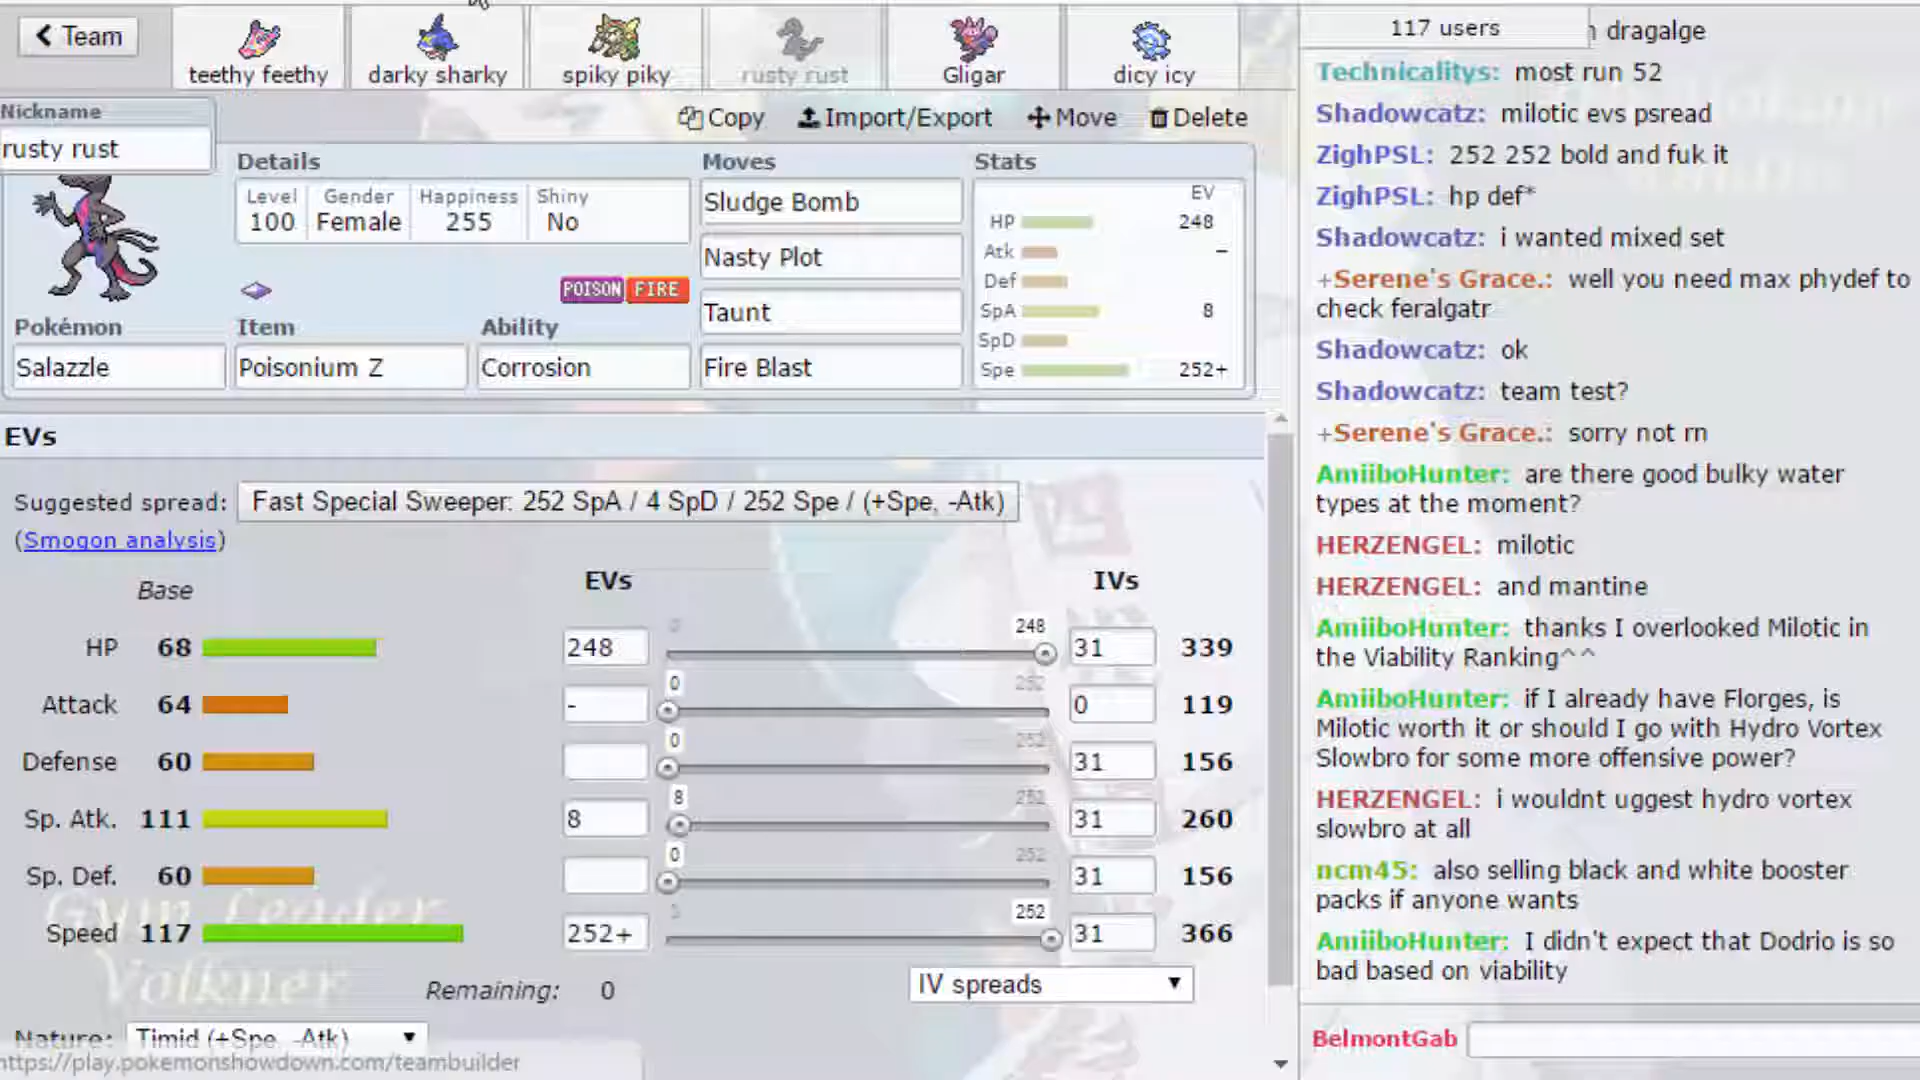 Team
teethy feethy
darky sharky
spiky piky
rusty rust
Gligar
dicy icy
Copy
Import/Export
Move
Delete
Nickname
rusty rust
Details
Level
100
Gender
Female
Happiness
255
Shiny
No
POISON FIRE
Pokémon
Salazzle
Item
Poisonium Z
Ability
Corrosion
Moves
Sludge Bomb
Nasty Plot
Taunt
Fire Blast
Stats
EV
HP 248
Atk –
Def
SpA 8
SpD
Spe 252+
EVs
Suggested spread: Fast Special Sweeper: 252 SpA / 4 SpD / 252 Spe / (+Spe, -Atk)
(Smogon analysis)
Base EVs IVs
HP 68 248 0 248 31 339
Attack 64 - 0 252 0 119
Defense 60 0 252 31 156
Sp. Atk. 111 8 8 252 31 260
Sp. Def. 60 0 252 31 156
Speed 117 252+ 252 31 366
Gym Leader
Volkner
Remaining: 0
IV spreads
Nature: Timid (+Spe, -Atk)
https://play.pokemonshowdown.com/teambuilder
117 users
dragalge
Technicalitys: most run 52
Shadowcatz: milotic evs psread
ZighPSL: 252 252 bold and fuk it
ZighPSL: hp def*
Shadowcatz: i wanted mixed set
+Serene's Grace.: well you need max phydef to
check feralgatr
Shadowcatz: ok
Shadowcatz: team test?
+Serene's Grace.: sorry not rn
AmiiboHunter: are there good bulky water
types at the moment?
HERZENGEL: milotic
HERZENGEL: and mantine
AmiiboHunter: thanks I overlooked Milotic in
the Viability Ranking^^
AmiiboHunter: if I already have Florges, is
Milotic worth it or should I go with Hydro Vortex
Slowbro for some more offensive power?
HERZENGEL: i wouldnt uggest hydro vortex
slowbro at all
ncm45: also selling black and white booster
packs if anyone wants
AmiiboHunter: I didn't expect that Dodrio is so
bad based on viability
BelmontGab